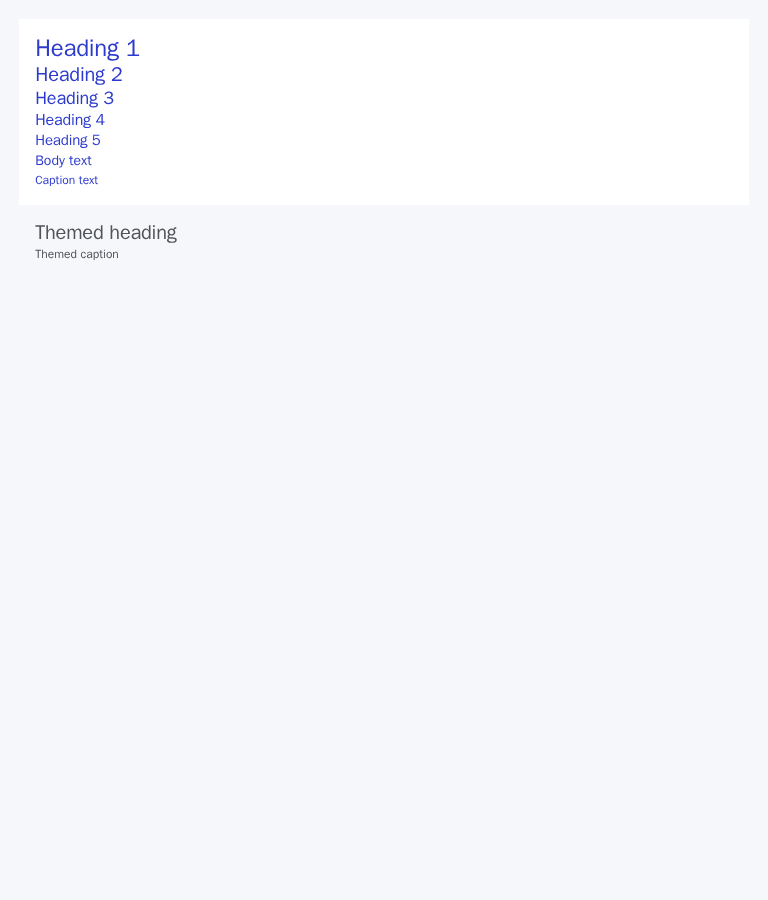 Heading 1
Heading 2
Heading 3
Heading 4
Heading 5
Body text
Caption text
Themed heading
Themed caption